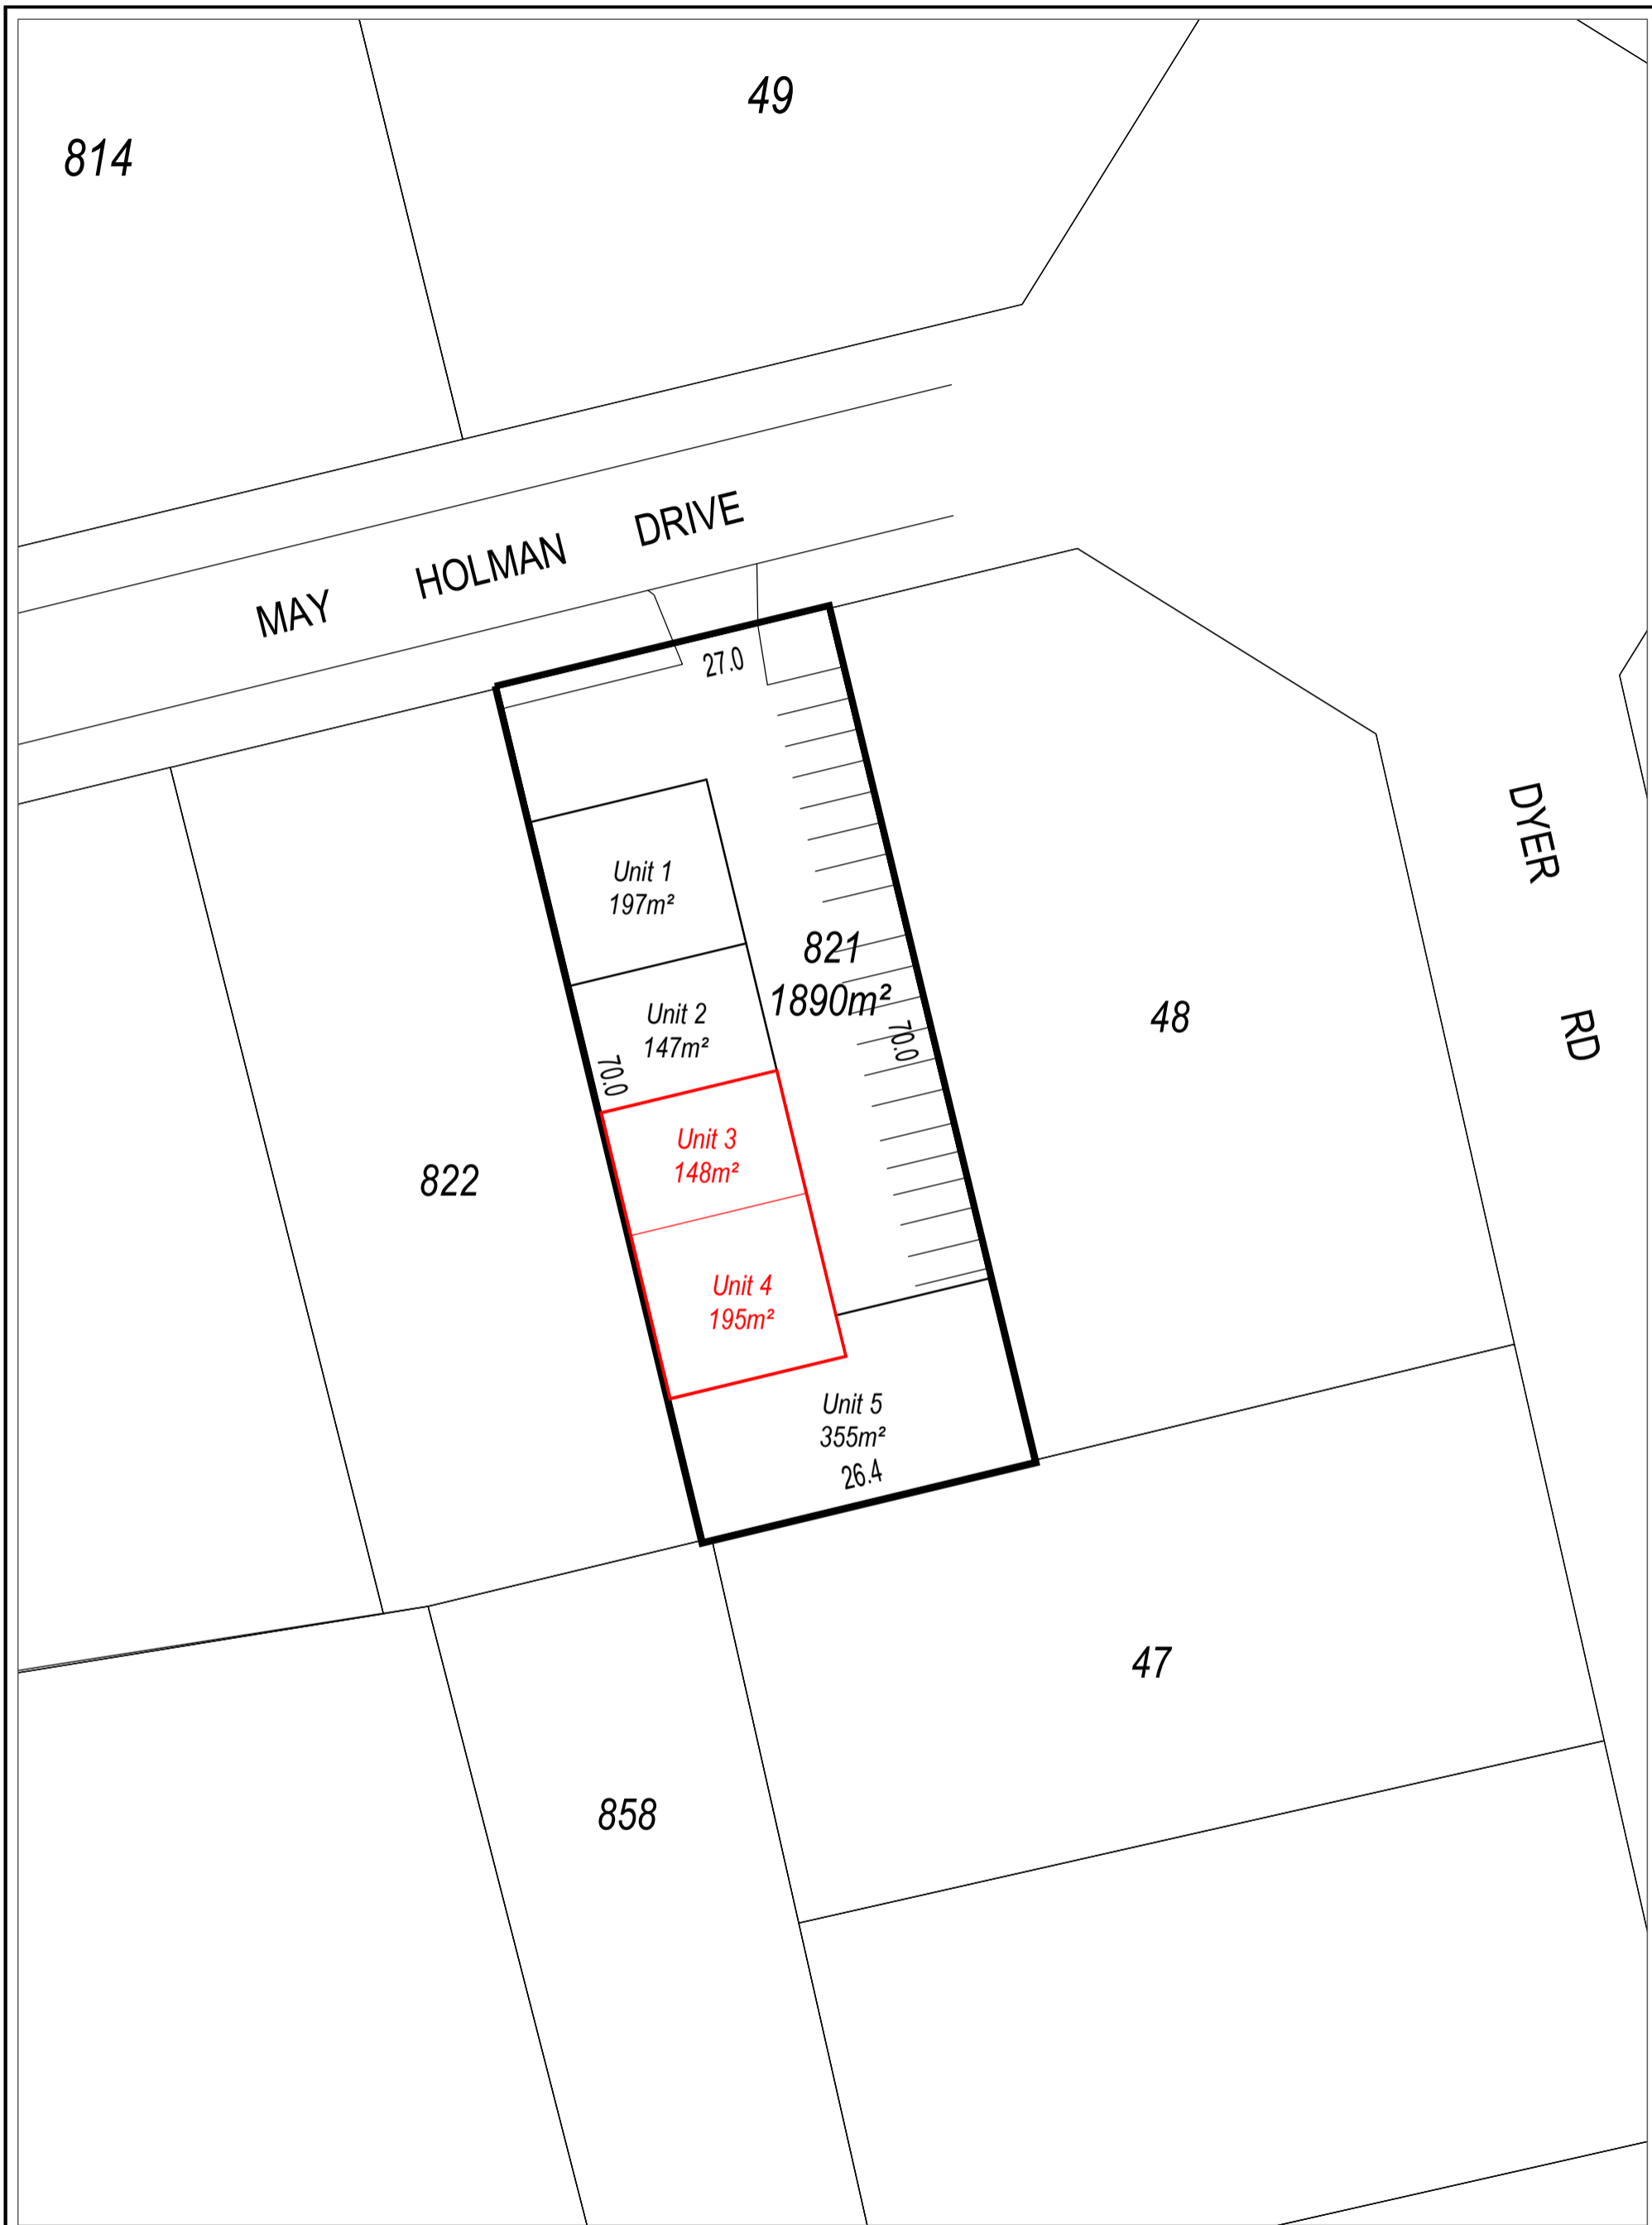 49
814
MAY HOLMAN DRIVE
27.0
DYER RD
Unit 1
197m²
821
1890m²
48
Unit 2
147m²
70.0
70.0
Unit 3
148m²
822
Unit 4
195m²
Unit 5
355m²
26.4
47
858